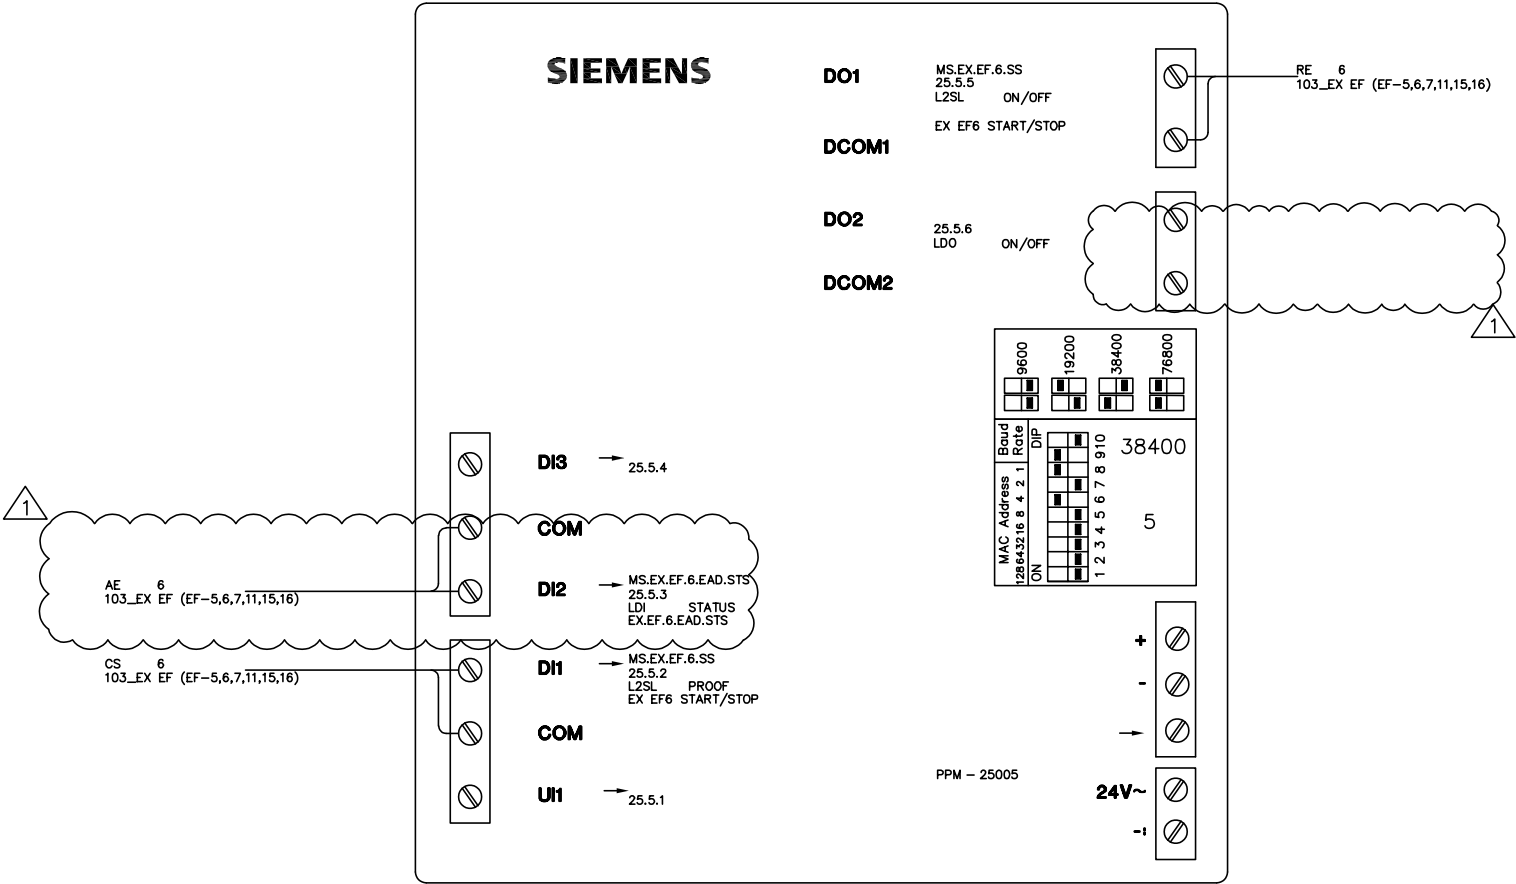 SIEMENS
DO1
MS.EX.EF.6.SS
25.5.5
L2SL ON/OFF
EX EF6 START/STOP
RE 6
103_EX EF (EF-5,6,7,11,15,16)
DCOM1
DO2
25.5.6
LDO ON/OFF
DCOM2
1
9600
19200
38400
76800
Baud
Rate
DIP
MAC Address
128 64 32 16 8 4 2 1
ON
1 2 3 4 5 6 7 8 9 10
38400
5
DI3
25.5.4
1
COM
AE 6
103_EX EF (EF-5,6,7,11,15,16)
DI2
MS.EX.EF.6.EAD.STS
25.5.3
LDI STATUS
EX.EF.6.EAD.STS
CS 6
103_EX EF (EF-5,6,7,11,15,16)
DI1
MS.EX.EF.6.SS
25.5.2
L2SL PROOF
EX EF6 START/STOP
COM
UI1
25.5.1
+
-
PPM - 25005
24V~